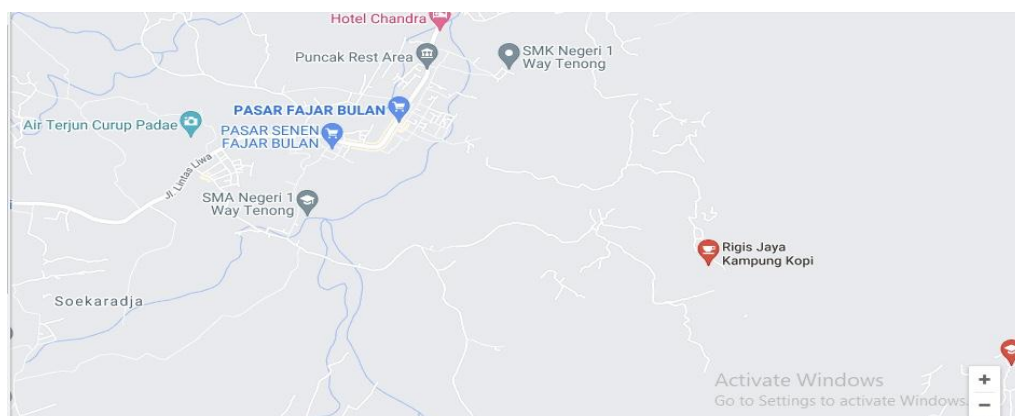 Hotel Chandra
Puncak Rest Area
SMK Negeri 1
Way Tenong
PASAR FAJAR BULAN
Air Terjun Curup Padae
PASAR SENEN
FAJAR BULAN
Jl. Lintas Liwa
SMA Negeri 1
Way Tenong
Rigis Jaya
Kampung Kopi
Soekaradja
Activate Windows
Go to Settings to activate Windows.
+
−